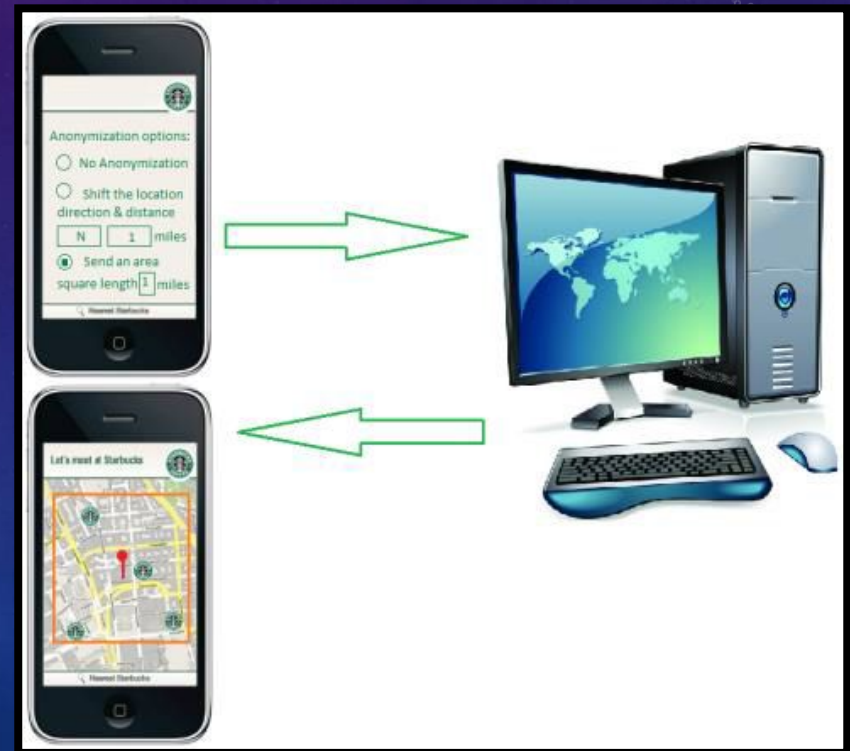 Anonymization options:
No Anonymization
Shift the location
direction & distance
N 1 miles
Send an area
square length 1 miles
Nearest Starbucks
Let's meet at Starbucks
Nearest Starbucks